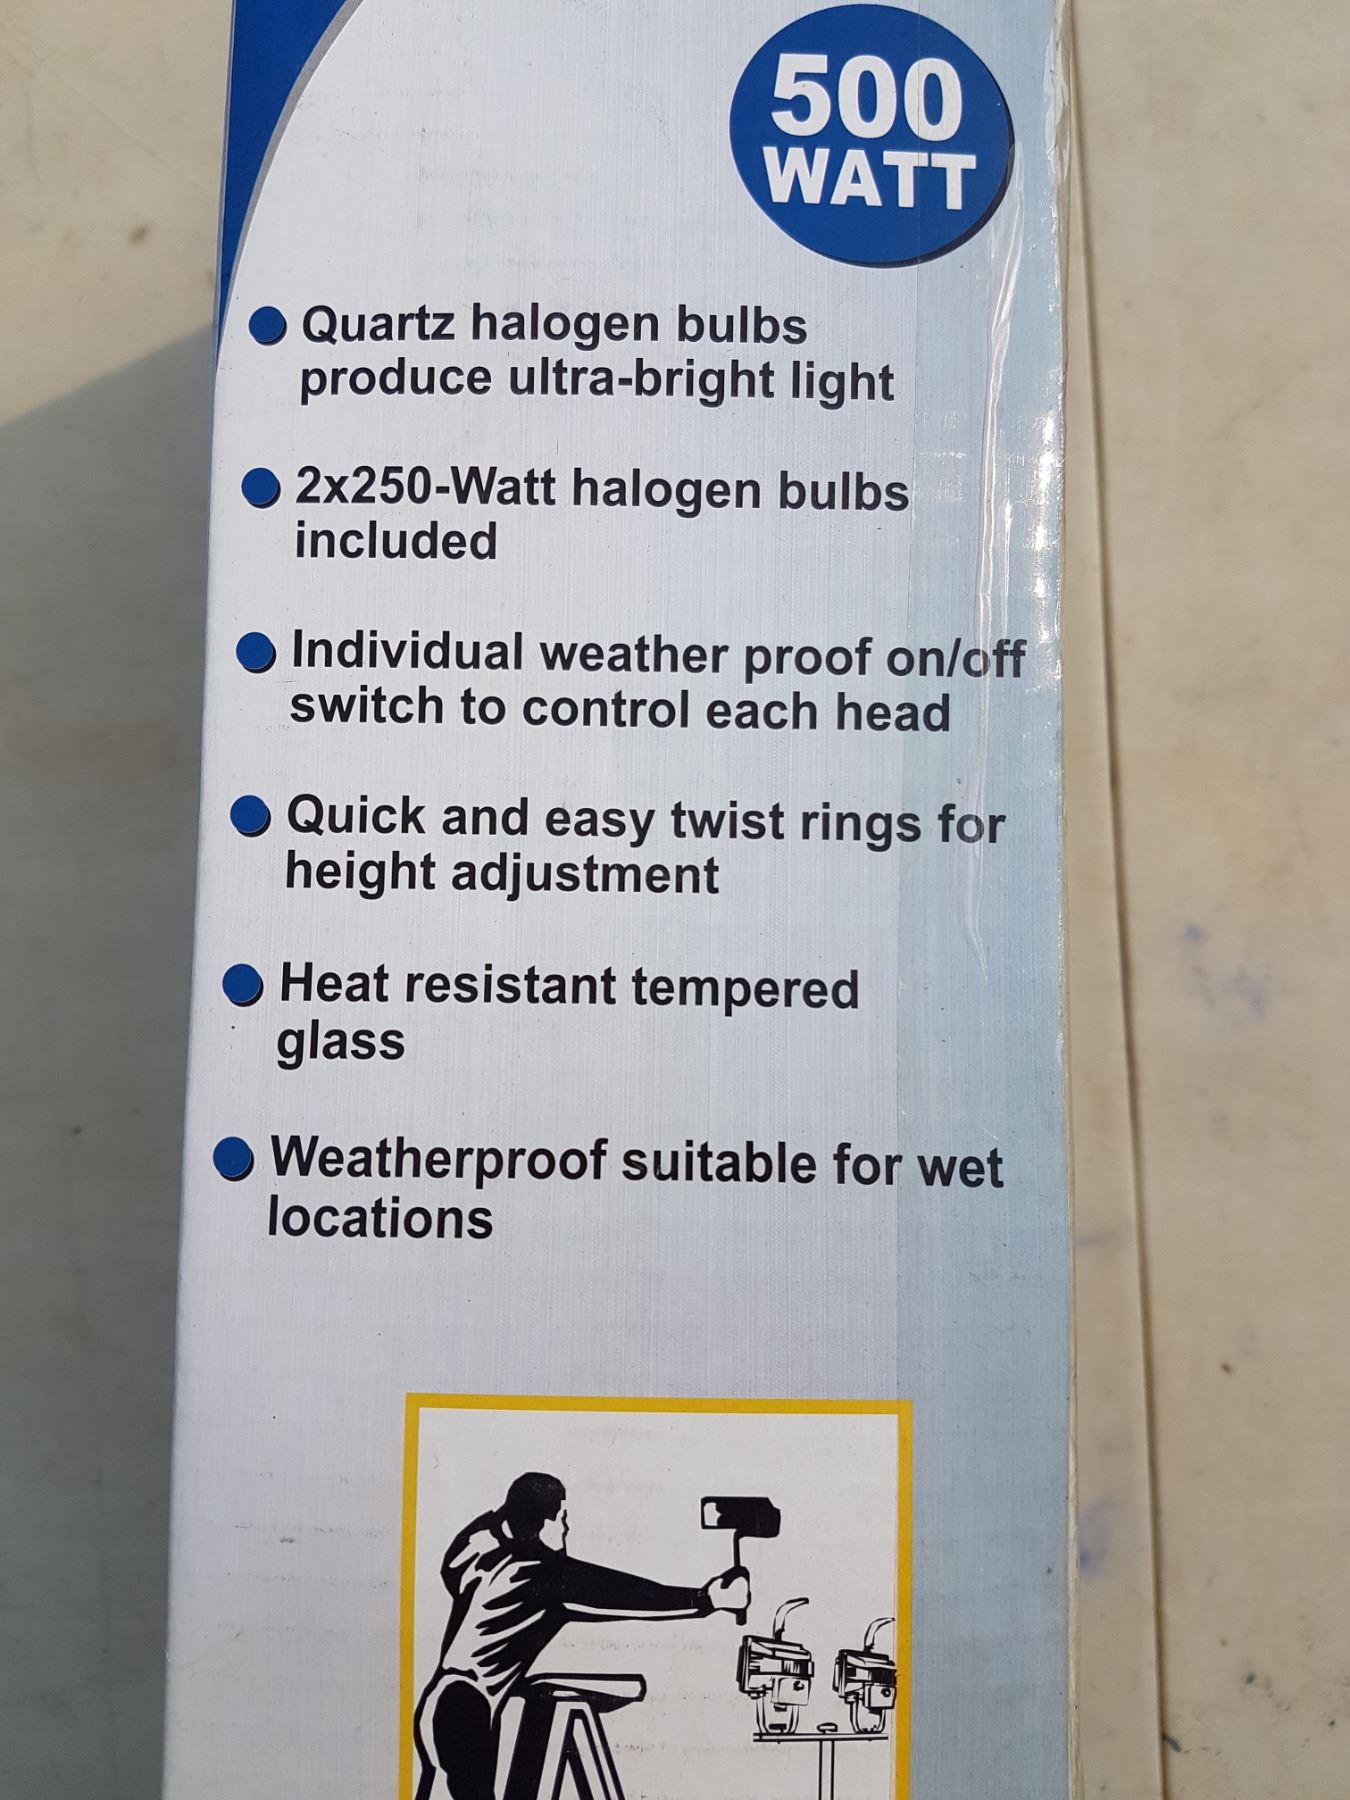 500
WATT
Quartz halogen bulbs
produce ultra-bright light
2x250-Watt halogen bulbs
included
Individual weather proof on/off
switch to control each head
Quick and easy twist rings for
height adjustment
Heat resistant tempered
glass
Weatherproof suitable for wet
locations